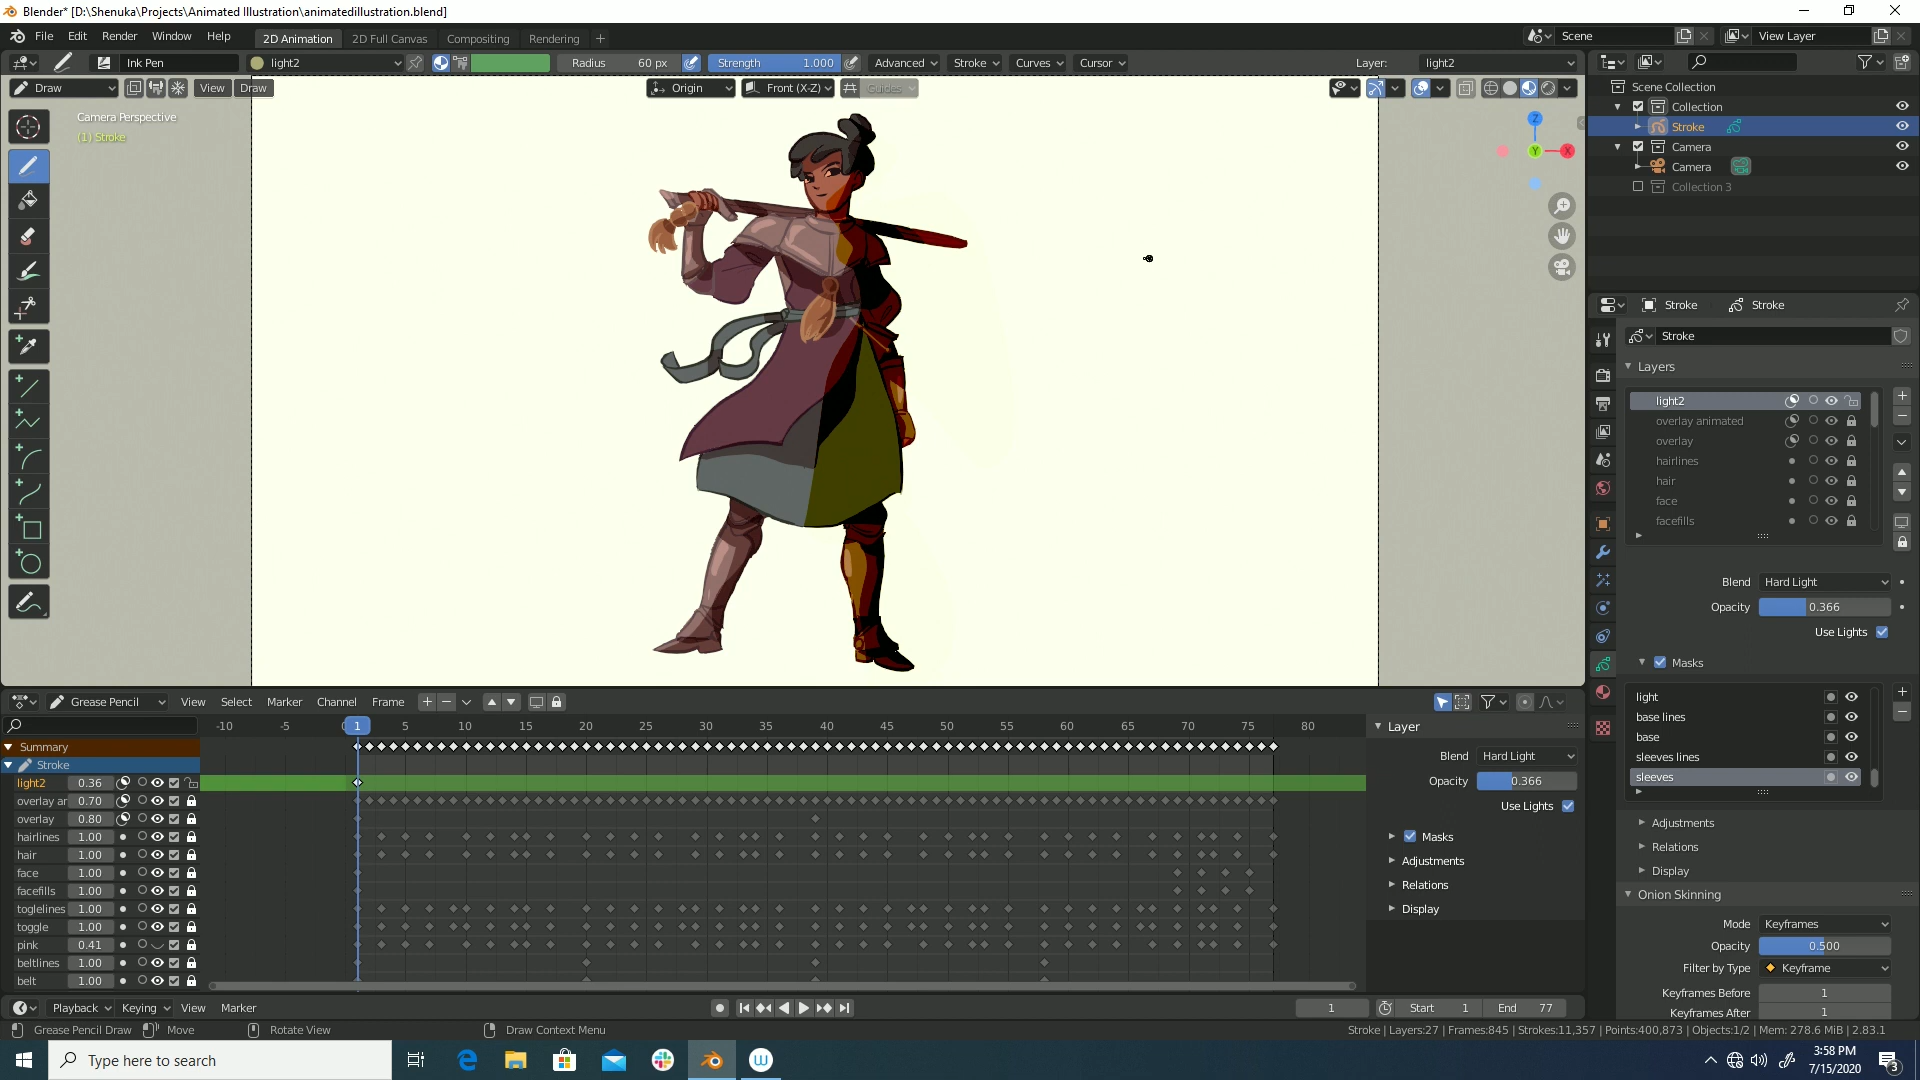 Blender* [D:\Shenuka\Projects\Animated Illustration\animatedillustration.blend]
File Edit Render Window Help 2D Animation 2D Full Canvas Compositing Rendering + Scene View Layer
Ink Pen light2 Radius 60 px Strength 1.000 Advanced Stroke Curves Cursor Layer: light2
Draw View Draw Origin Front (X-Z) Guides
Camera Perspective
(1) Stroke
Z
Y
X
Scene Collection
Collection
Stroke
Camera
Camera
Collection 3
Stroke Stroke
Stroke
Layers
light2
overlay animated
overlay
hairlines
hair
face
facefills
Blend Hard Light
Opacity 0.366
Use Lights
Masks
light
base lines
base
sleeves lines
sleeves
Adjustments
Relations
Display
Onion Skinning
Mode Keyframes
Opacity 0.500
Filter by Type Keyframe
Keyframes Before 1
Keyframes After 1
Grease Pencil View Select Marker Channel Frame
-10 -5 1 5 10 15 20 25 30 35 40 45 50 55 60 65 70 75 80
Summary
Stroke
light2 0.36
overlay ar 0.70
overlay 0.80
hairlines 1.00
hair 1.00
face 1.00
facefills 1.00
toglelines 1.00
toggle 1.00
pink 0.41
beltlines 1.00
belt 1.00
Layer
Blend Hard Light
Opacity 0.366
Use Lights
Masks
Adjustments
Relations
Display
Playback Keying View Marker 1 Start 1 End 77
Grease Pencil Draw Move Rotate View Draw Context Menu Stroke | Layers:27 | Frames:845 | Strokes:11,357 | Points:400,873 | Objects:1/2 | Mem: 278.6 MiB | 2.83.1
Type here to search
3:58 PM
7/15/2020
3